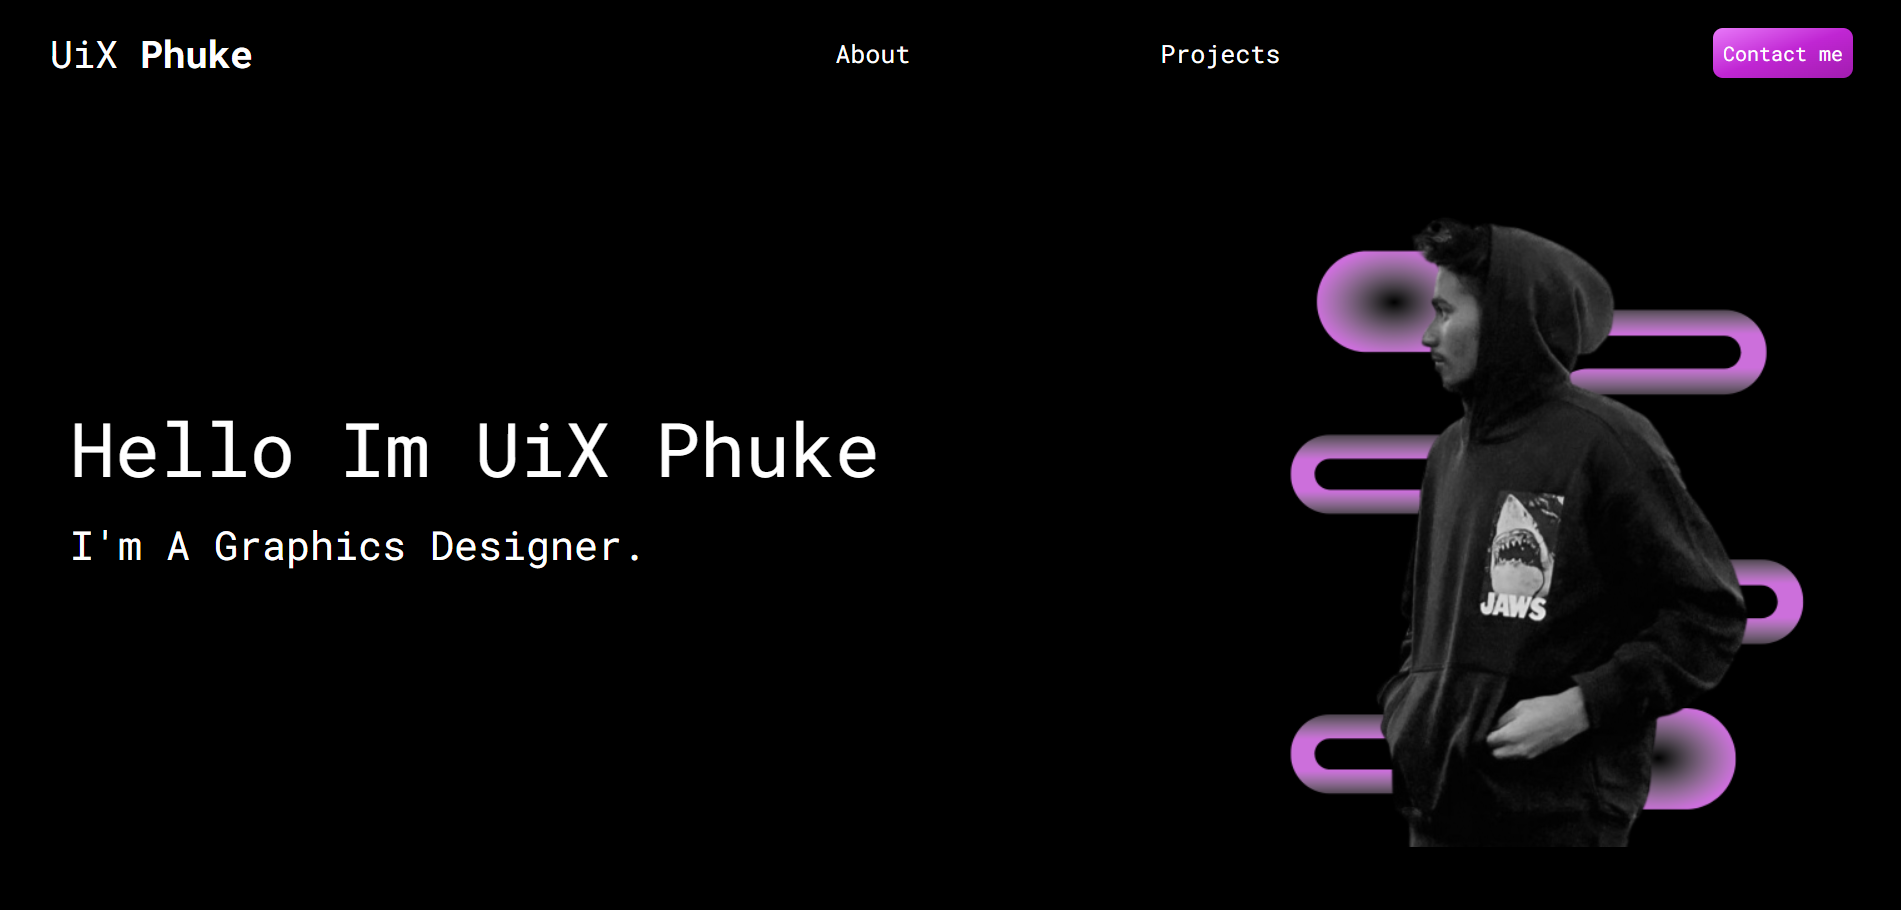 UiX Phuke
About
Projects
Contact me
Hello Im UiX Phuke
I'm A Graphics Designer.
JAWS